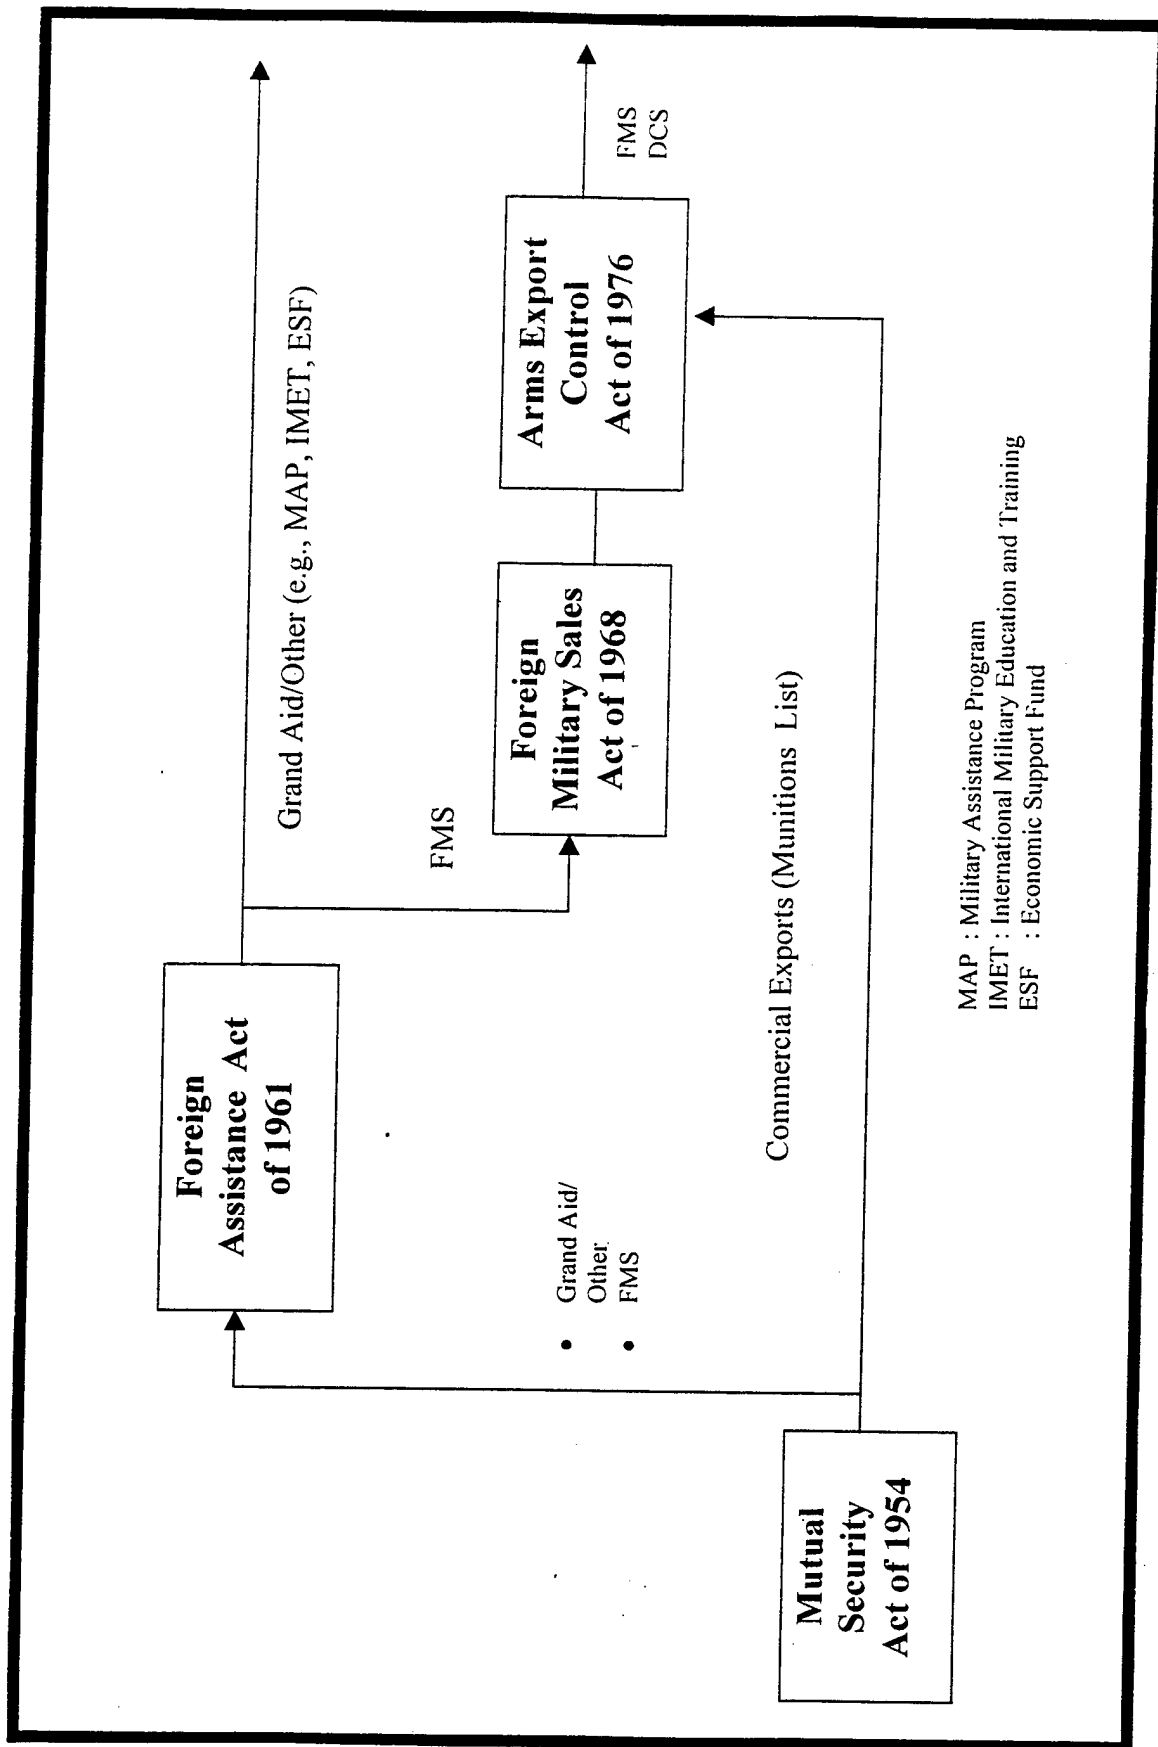 Grand Aid/Other (e.g., MAP, IMET, ESF)
Foreign
Assistance Act
of 1961
FMS
Foreign
Military Sales
Act of 1968
Arms Export
Control
Act of 1976
FMS
DCS
• Grand Aid/
Other
• FMS
Commercial Exports (Munitions List)
Mutual
Security
Act of 1954
MAP : Military Assistance Program
IMET : International Military Education and Training
ESF : Economic Support Fund